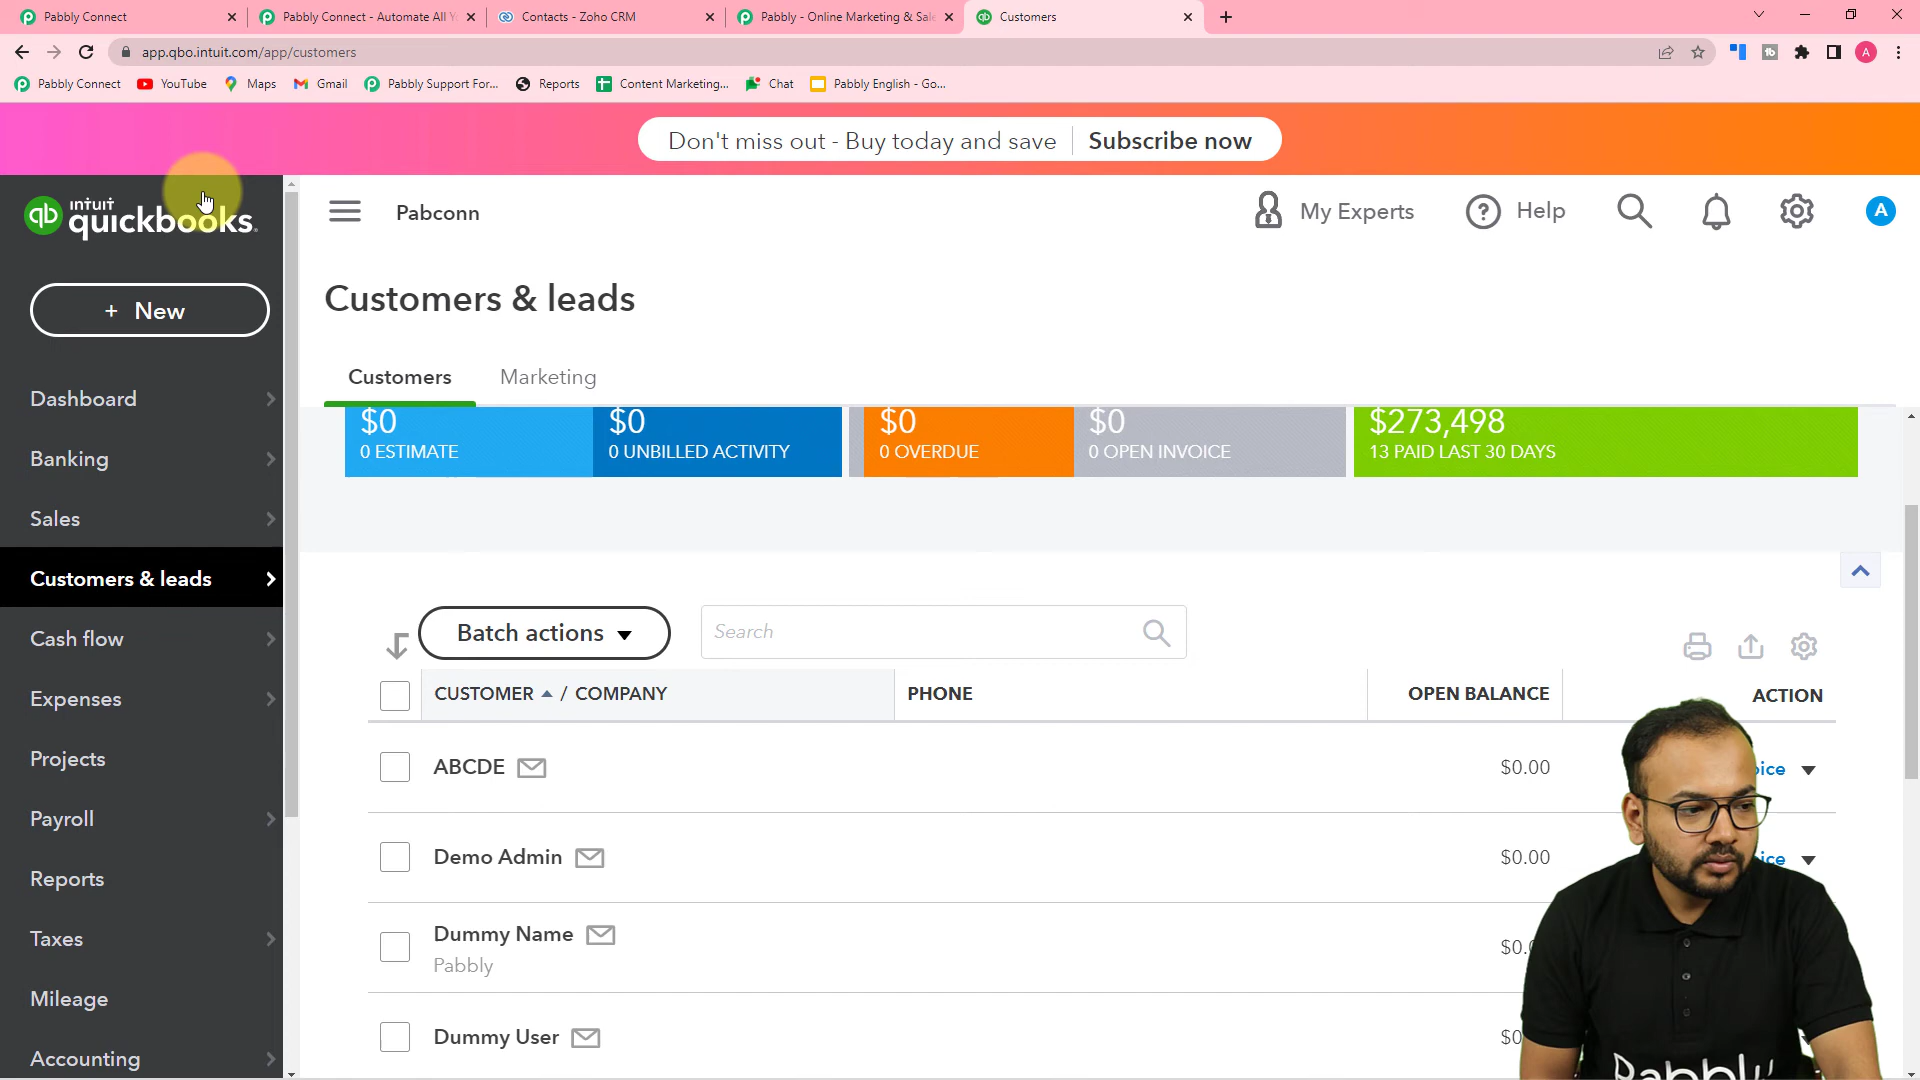 Pabbly Connect
Pabbly Connect - Automate All Y
Contacts - Zoho CRM
Pabbly - Online Marketing & Sale
Customers
app.qbo.intuit.com/app/customers
A
Pabbly Connect
YouTube
Maps
Gmail
Pabbly Support For...
Reports
Content Marketing...
Chat
Pabbly English - Go...
Don't miss out - Buy today and save
Subscribe now
qb intuit quickbooks.
Pabconn
My Experts
Help
A
+ New
Customers & leads
Customers
Marketing
Dashboard
Banking
Sales
Customers & leads
Cash flow
Expenses
Projects
Payroll
Reports
Taxes
Mileage
Accounting
$0
0 ESTIMATE
$0
0 UNBILLED ACTIVITY
$0
0 OVERDUE
$0
0 OPEN INVOICE
$273,498
13 PAID LAST 30 DAYS
Batch actions
Search
CUSTOMER / COMPANY
PHONE
OPEN BALANCE
ACTION
ABCDE
$0.00
Demo Admin
$0.00
Dummy Name
Pabbly
Dummy User
Pabbly